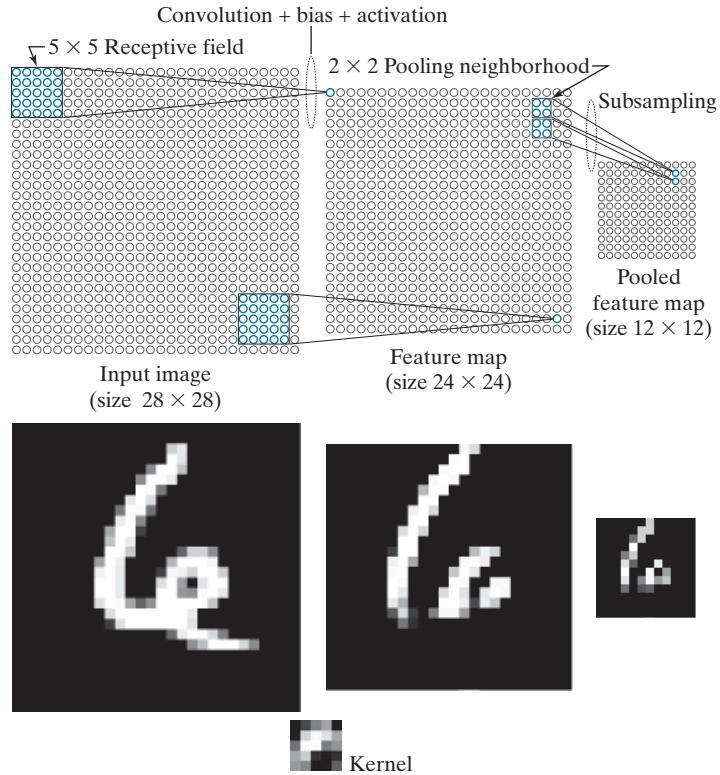 Convolution + bias + activation
5 × 5 Receptive field
2 × 2 Pooling neighborhood
Subsampling
Pooled
feature map
(size 12 × 12)
Feature map
(size 24 × 24)
Input image
(size 28 × 28)
Kernel